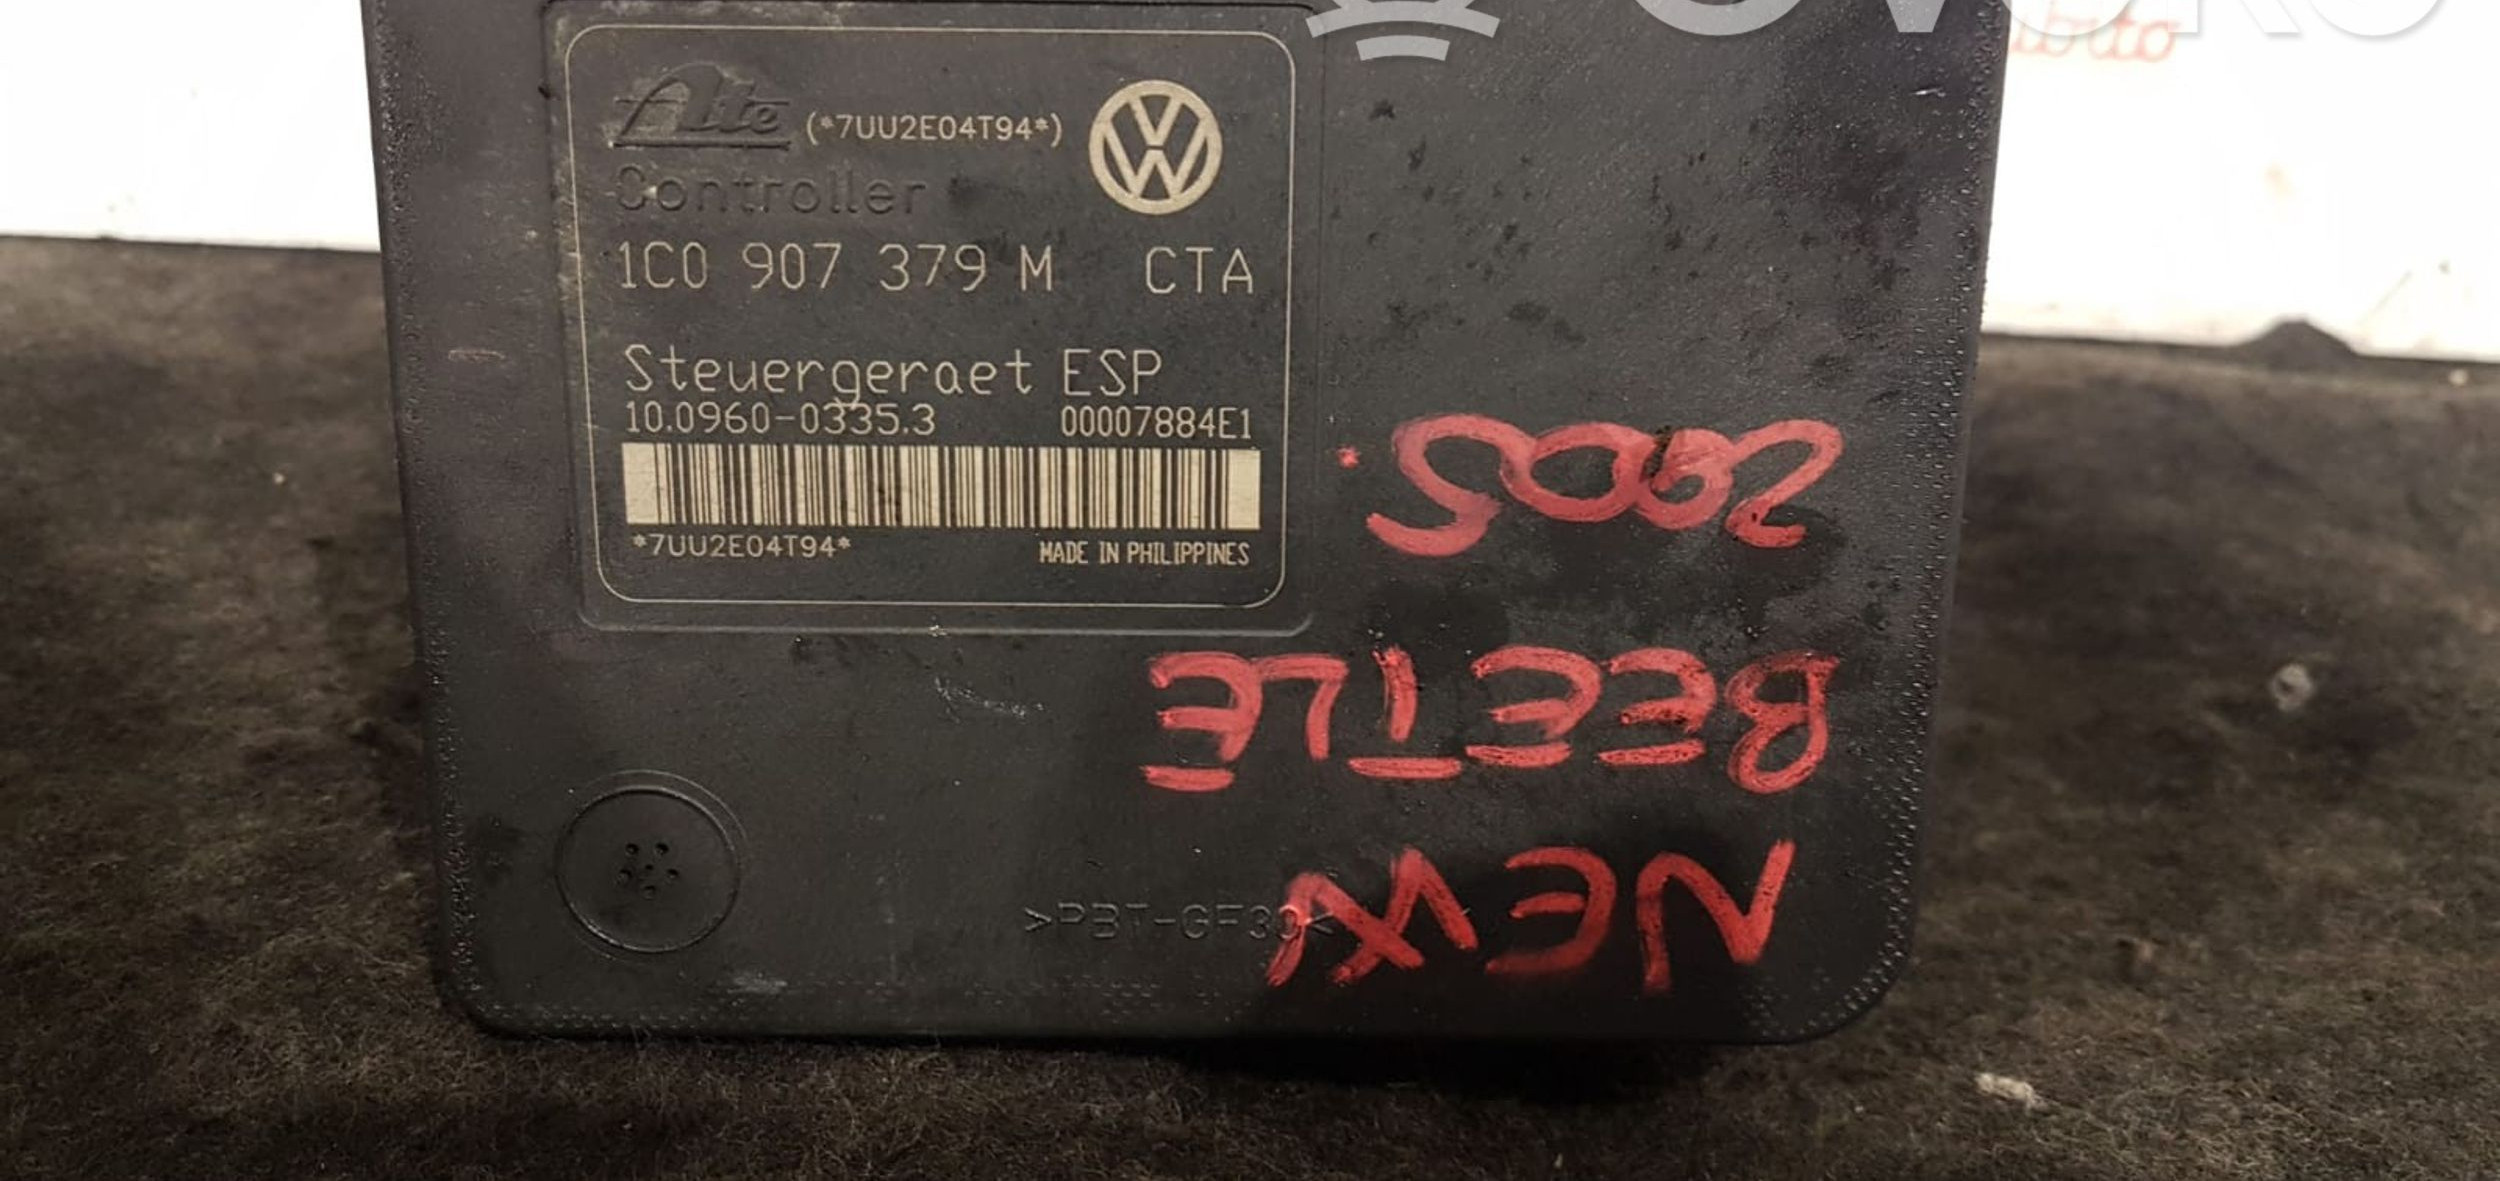 Ate (*7UU2E04T94*)
Controller
1C0 907 379 M CTA
Steuergeraet ESP
10.0960-0335.3 00007884E1
*7UU2E04T94* MADE IN PHILIPPINES
>PBT-GF30<
NEW
BEETLE
2005.